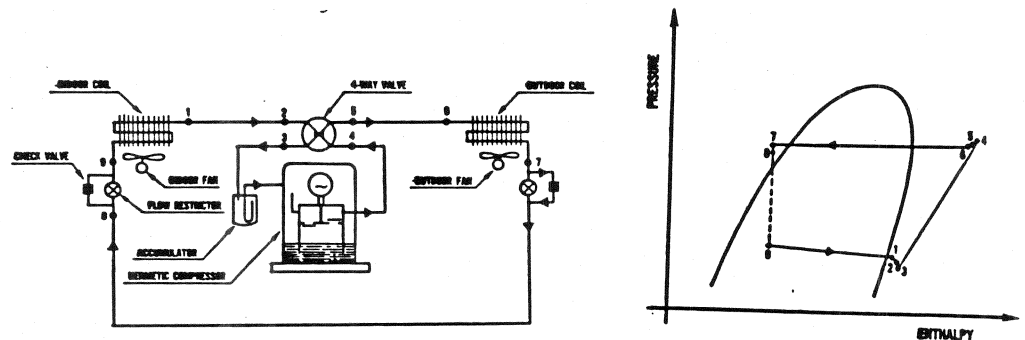 INDOOR COIL
4-WAY VALVE
OUTDOOR COIL
1
2
5
6
3
4
CHECK VALVE
9
7
INDOOR FAN
OUTDOOR FAN
FLOW RESTRICTOR
8
ACCUMULATOR
HERMETIC COMPRESSOR
PRESSURE
7
8
5
4
6
1
2
3
ENTHALPY